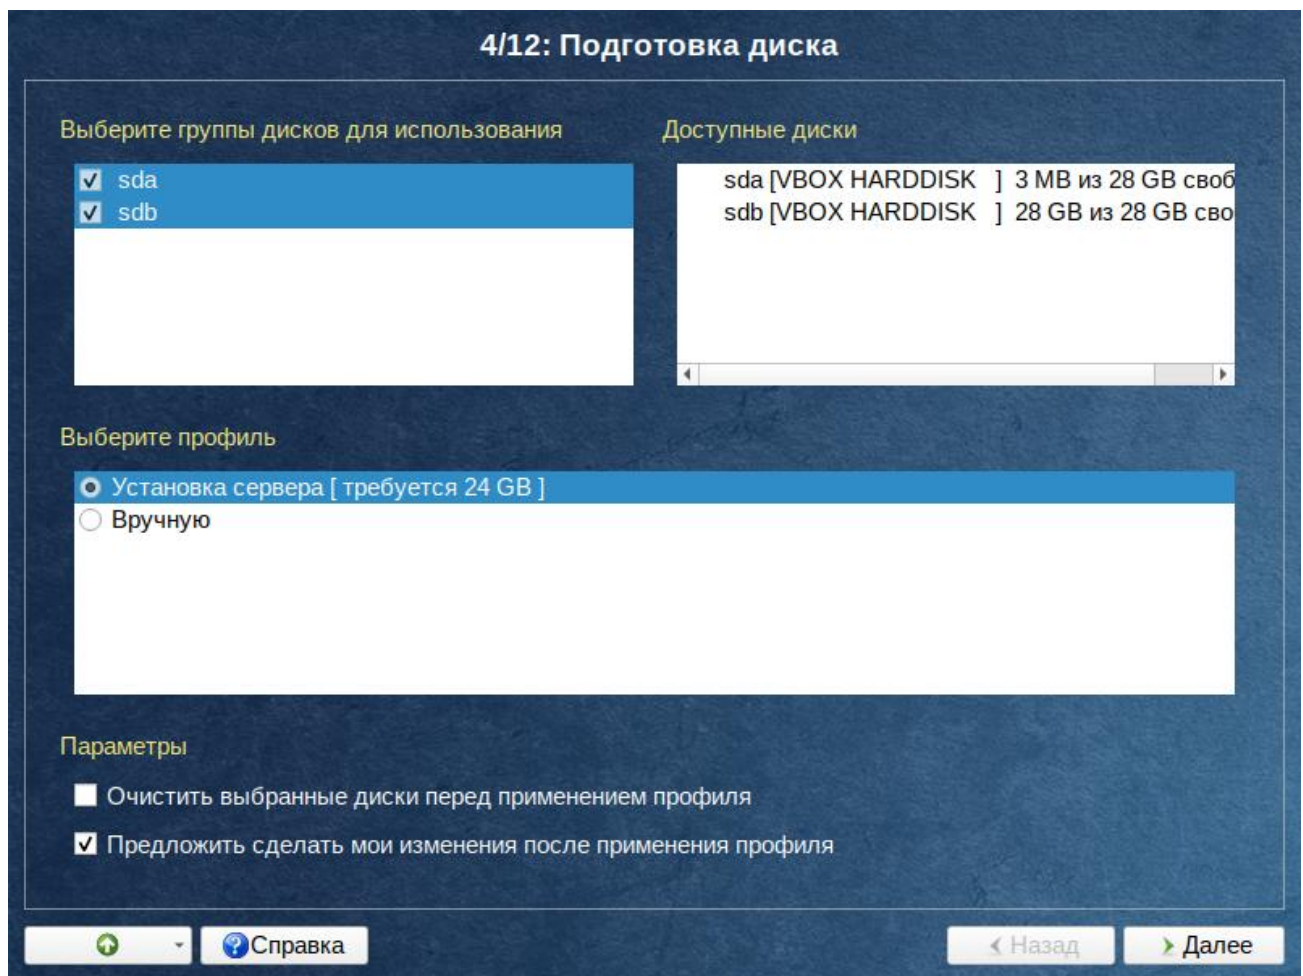 4/12: Подготовка диска
Выберите группы дисков для использования
Доступные диски
sda
sdb
sda [VBOX HARDDISK ] 3 MB из 28 GB своб
sdb [VBOX HARDDISK ] 28 GB из 28 GB сво
Выберите профиль
Установка сервера [ требуется 24 GB ]
Вручную
Параметры
Очистить выбранные диски перед применением профиля
Предложить сделать мои изменения после применения профиля
Справка
Назад
Далее